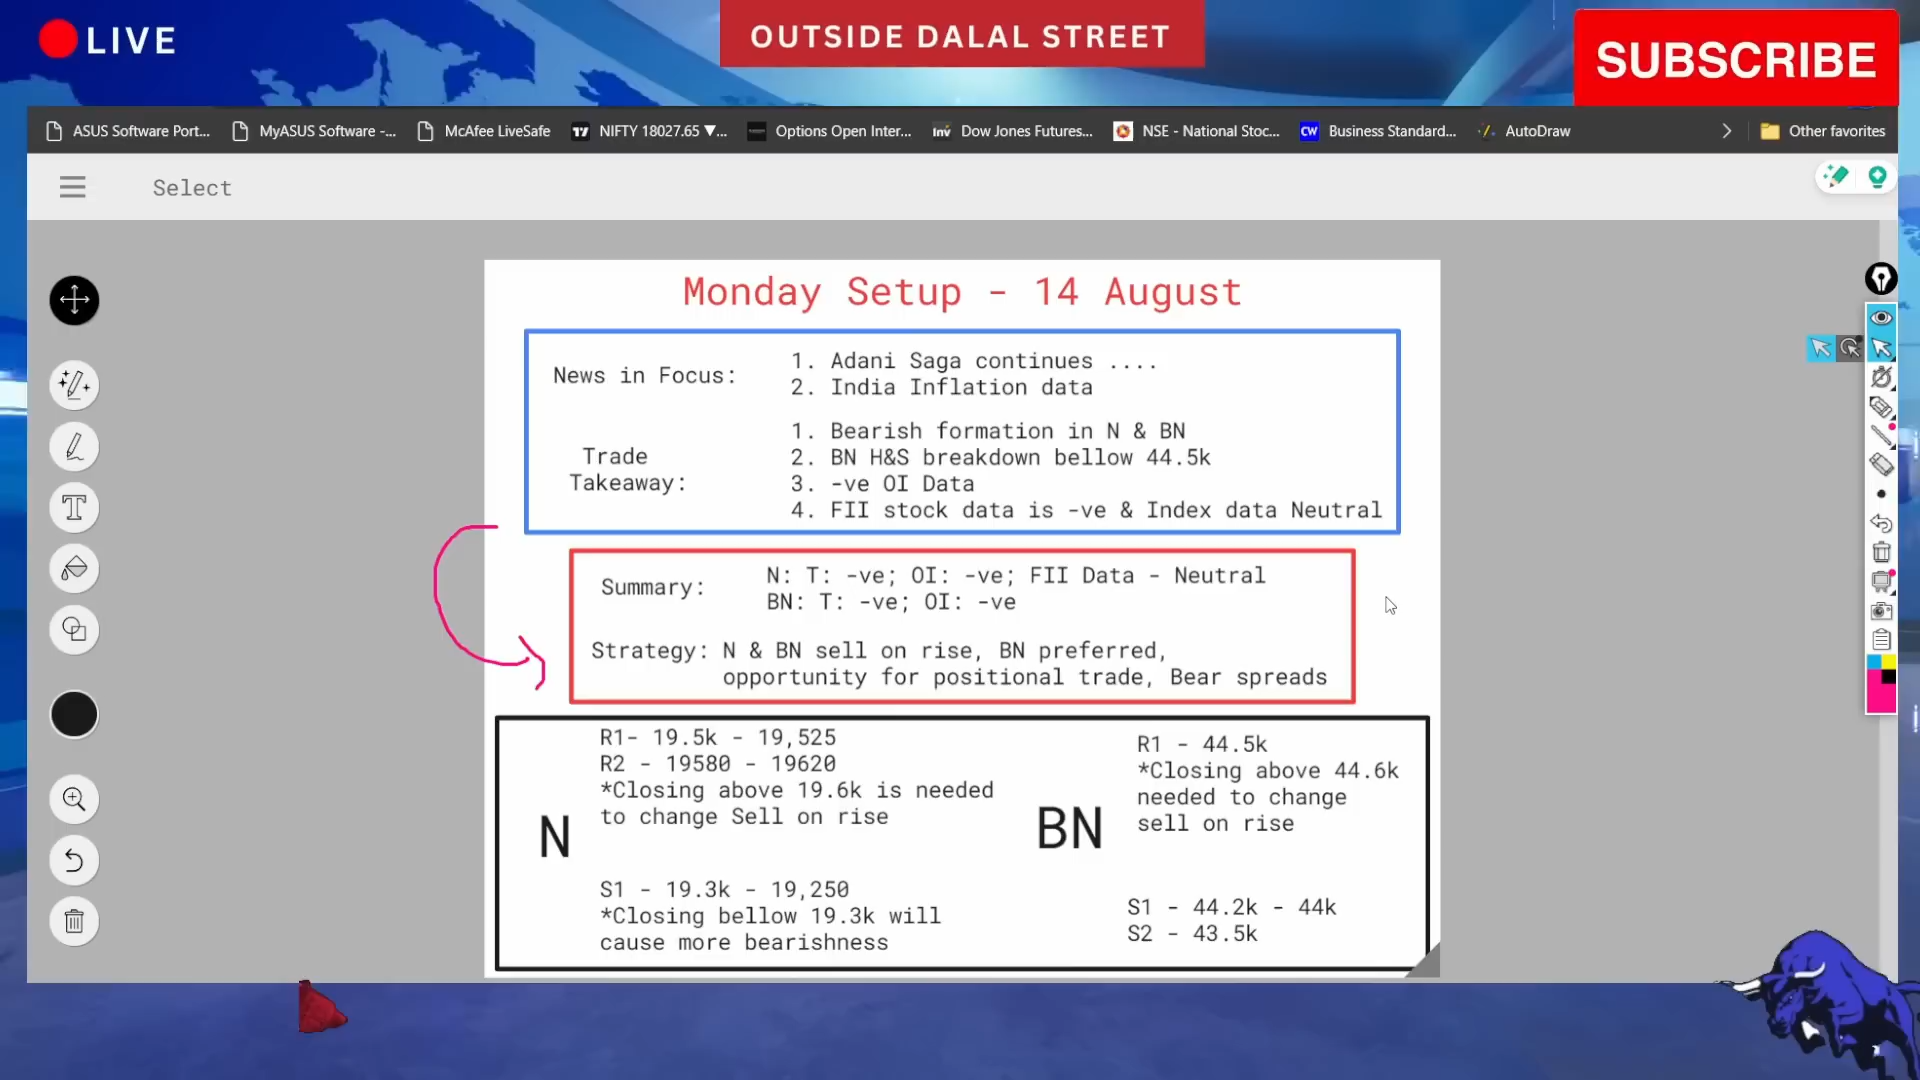 LIVE
OUTSIDE DALAL STREET
SUBSCRIBE
ASUS Software Port...
MyASUS Software -...
McAfee LiveSafe
NIFTY 18027.65 ▼...
Options Open Inter...
inv Dow Jones Futures...
NSE - National Stoc...
CW Business Standard...
AutoDraw
Other favorites
Select
Monday Setup - 14 August
News in Focus:
1. Adani Saga continues ....
2. India Inflation data
Trade
Takeaway:
1. Bearish formation in N & BN
2. BN H&S breakdown bellow 44.5k
3. -ve OI Data
4. FII stock data is -ve & Index data Neutral
Summary:
N: T: -ve; OI: -ve; FII Data - Neutral
BN: T: -ve; OI: -ve
Strategy: N & BN sell on rise, BN preferred,
opportunity for positional trade, Bear spreads
N
R1- 19.5k - 19,525
R2 - 19580 - 19620
*Closing above 19.6k is needed
to change Sell on rise
S1 - 19.3k - 19,250
*Closing bellow 19.3k will
cause more bearishness
BN
R1 - 44.5k
*Closing above 44.6k
needed to change
sell on rise
S1 - 44.2k - 44k
S2 - 43.5k